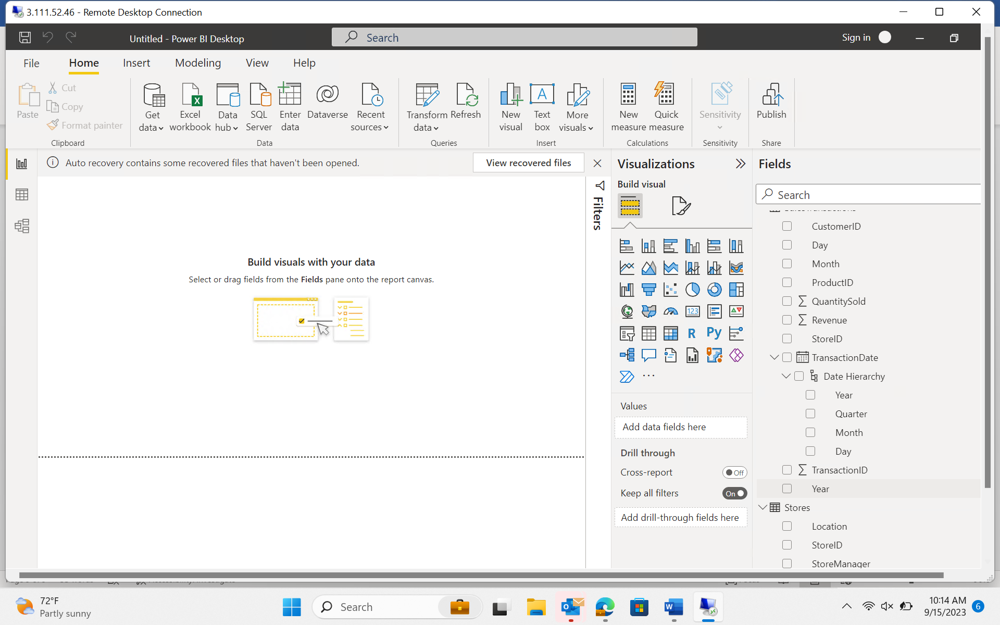 3.111.52.46 - Remote Desktop Connection
Untitled - Power BI Desktop
Search
Sign in
File
Home
Insert
Modeling
View
Help
Paste
Cut
Copy
Format painter
Clipboard
Get data
Excel workbook
Data hub
SQL Server
Enter data
Dataverse
Recent sources
Data
Transform data
Refresh
Queries
New visual
Text box
More visuals
Insert
New measure
Quick measure
Calculations
Sensitivity
Sensitivity
Publish
Share
Auto recovery contains some recovered files that haven't been opened.
View recovered files
Build visuals with your data
Select or drag fields from the Fields pane onto the report canvas.
Filters
Visualizations
Build visual
123
R
Py
Values
Add data fields here
Drill through
Cross-report
Off
Keep all filters
On
Add drill-through fields here
Fields
Search
CustomerID
Day
Month
ProductID
QuantitySold
Revenue
StoreID
TransactionDate
Date Hierarchy
Year
Quarter
Month
Day
TransactionID
Year
Stores
Location
StoreID
StoreManager
72°F
Partly sunny
Search
10:14 AM
9/15/2023
6